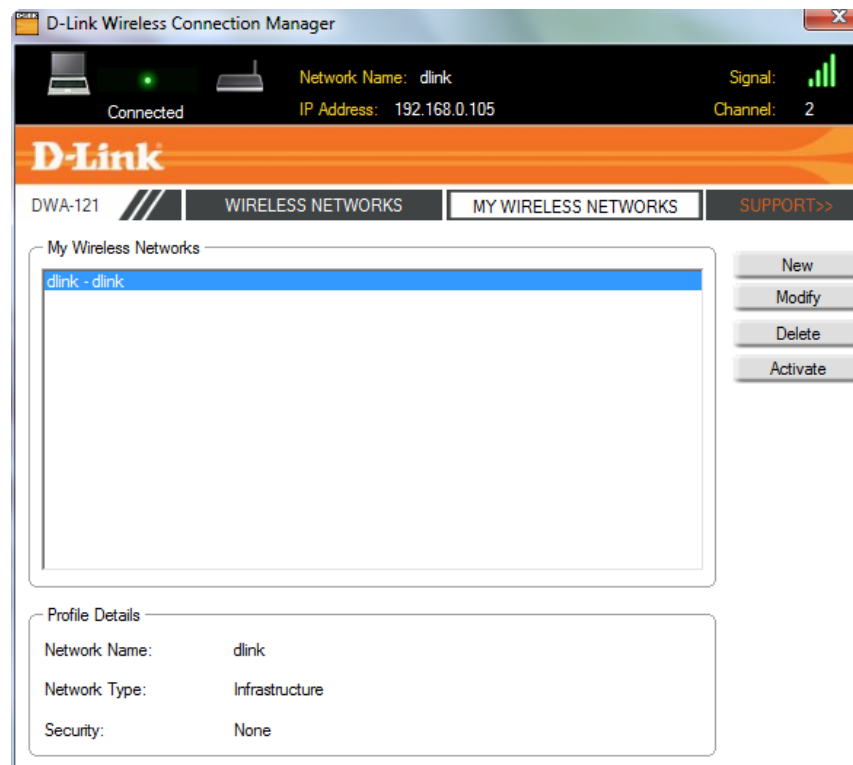 D-Link Wireless Connection Manager
Network Name: dlink Signal:
Connected IP Address: 192.168.0.105 Channel: 2
D-Link
DWA-121 WIRELESS NETWORKS MY WIRELESS NETWORKS SUPPORT>>
My Wireless Networks
dlink - dlink
New
Modify
Delete
Activate
Profile Details
Network Name: dlink
Network Type: Infrastructure
Security: None